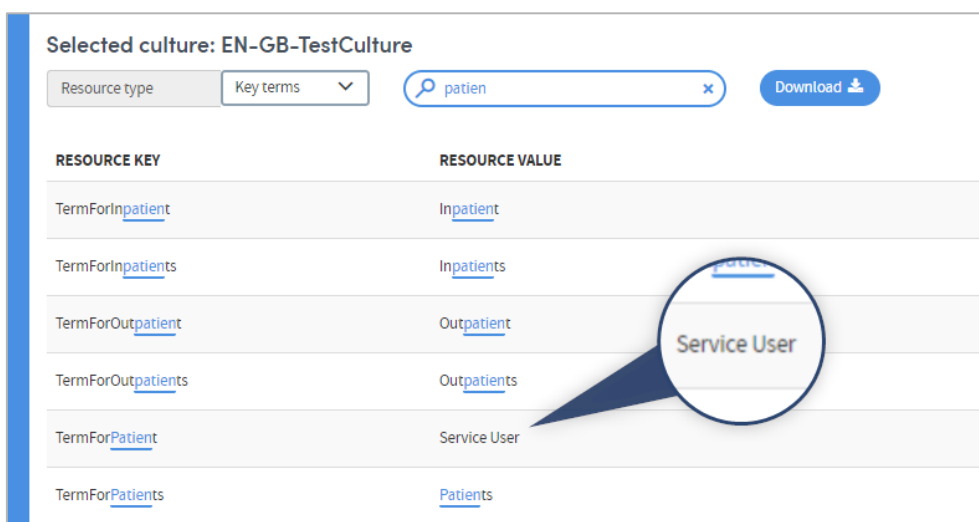 Selected culture: EN-GB-TestCulture
Resource type Key terms patien × Download
RESOURCE KEY RESOURCE VALUE
TermForInpatient Inpatient
TermForInpatients Inpatients
patien
TermForOutpatient Outpatient
Service User
TermForOutpatients Outpatients
TermForPatient Service User
TermForPatients Patients